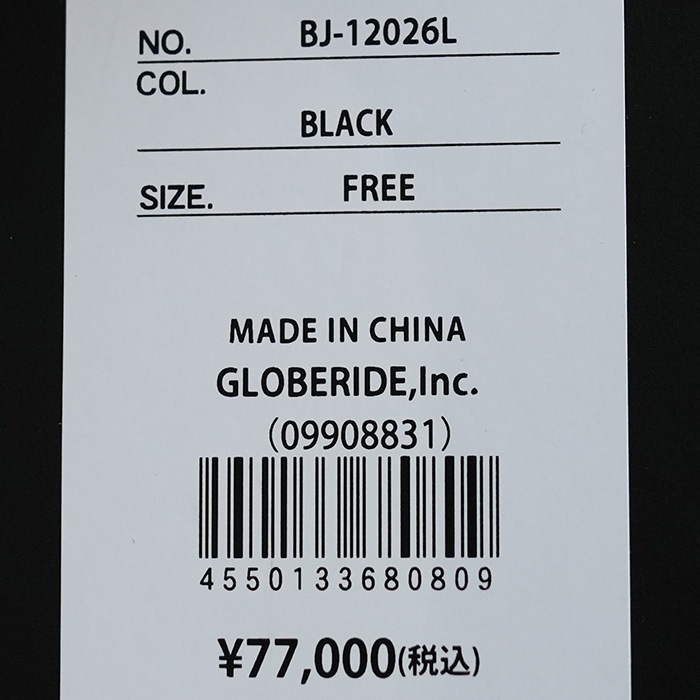 NO. BJ-12026L
COL.
BLACK
SIZE. FREE
MADE IN CHINA
GLOBERIDE,Inc.
(09908831)
4550133680809
¥77,000(税込)